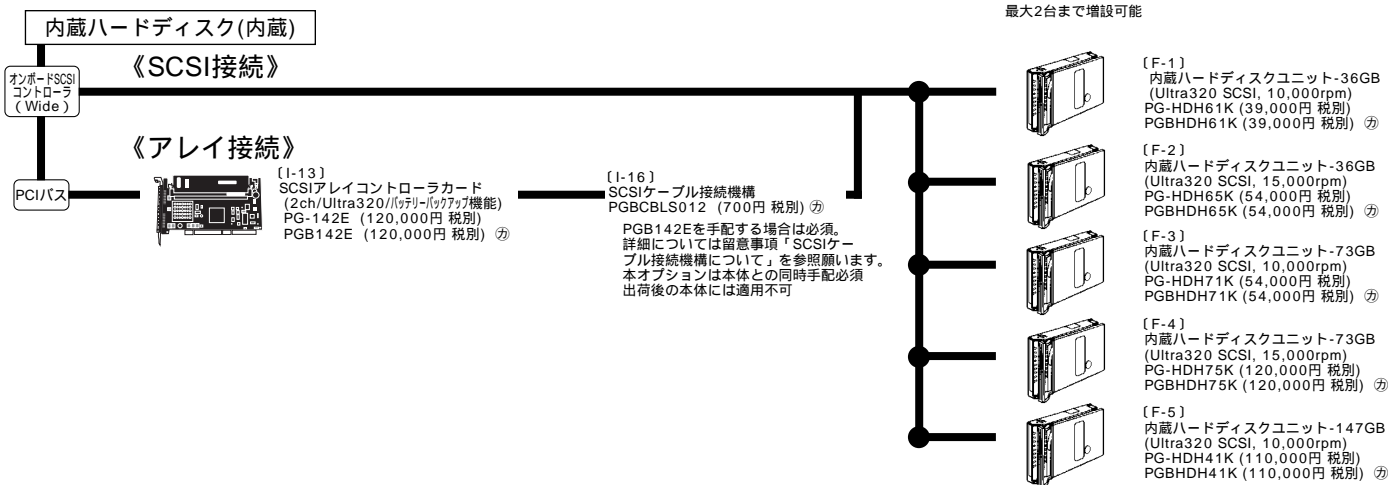 最大2台まで増設可能
内蔵ハードディスク(内蔵)
オンボードSCSI
コントローラ
(Wide)
《SCSI接続》
《アレイ接続》
PCIバス
〔I-13〕
SCSIアレイコントローラカード
(2ch/Ultra320/バッテリーバックアップ機能)
PG-142E (120,000円 税別)
PGB142E (120,000円 税別) ㋕
〔I-16〕
SCSIケーブル接続機構
PGBCBLS012 (700円 税別) ㋕
PGB142Eを手配する場合は必須。
詳細については留意事項「SCSIケー
ブル接続機構について」を参照願います。
本オプションは本体との同時手配必須
出荷後の本体には適用不可
〔F-1〕
内蔵ハードディスクユニット-36GB
(Ultra320 SCSI, 10,000rpm)
PG-HDH61K (39,000円 税別)
PGBHDH61K (39,000円 税別) ㋕
〔F-2〕
内蔵ハードディスクユニット-36GB
(Ultra320 SCSI, 15,000rpm)
PG-HDH65K (54,000円 税別)
PGBHDH65K (54,000円 税別) ㋕
〔F-3〕
内蔵ハードディスクユニット-73GB
(Ultra320 SCSI, 10,000rpm)
PG-HDH71K (54,000円 税別)
PGBHDH71K (54,000円 税別) ㋕
〔F-4〕
内蔵ハードディスクユニット-73GB
(Ultra320 SCSI, 15,000rpm)
PG-HDH75K (120,000円 税別)
PGBHDH75K (120,000円 税別) ㋕
〔F-5〕
内蔵ハードディスクユニット-147GB
(Ultra320 SCSI, 10,000rpm)
PG-HDH41K (110,000円 税別)
PGBHDH41K (110,000円 税別) ㋕